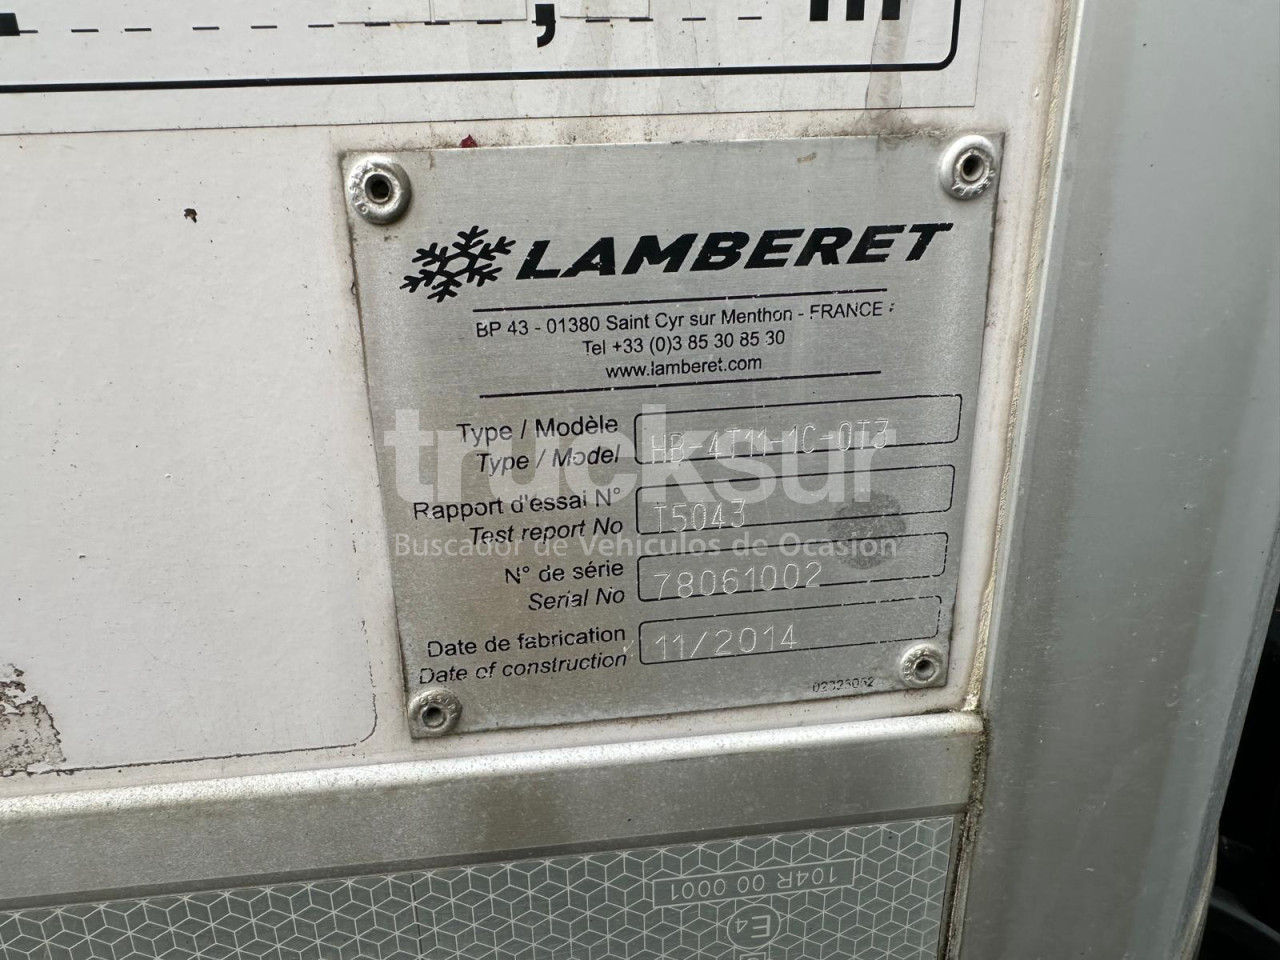 LAMBERET
BP 43 - 01380 Saint Cyr sur Menthon - FRANCE
Tel +33 (0)3 85 30 85 30
www.lamberet.com
Type / Modèle
Type / Model
HB-4T11-1C-0T3
Rapport d'essai N°
Test report No
T5043
N° de série
Serial No
78061002
Date de fabrication
Date of construction
11/2014
trucksur
Buscador de Vehículos de Ocasión
104R 00 0001
E4